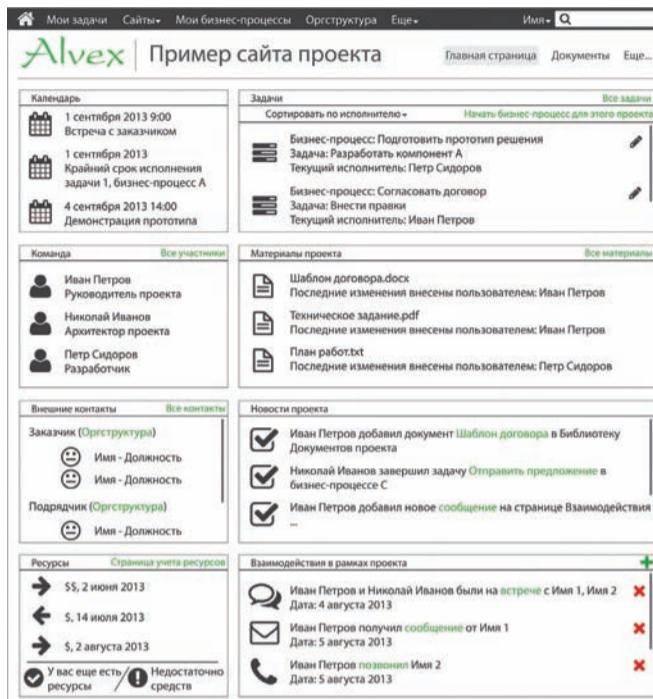 Мои задачи Сайты Мои бизнес-процессы Оргструктура Еще Имя
Alvex Пример сайта проекта Главная страница Документы Еще...
Календарь
1 сентября 2013 9:00
Встреча с заказчиком
1 сентября 2013
Крайний срок исполнения
задачи 1, бизнес-процесс А
4 сентября 2013 14:00
Демонстрация прототипа
Задачи Все задачи
Сортировать по исполнителю Начать бизнес-процесс для этого проекта
Бизнес-процесс: Подготовить прототип решения
Задача: Разработать компонент А
Текущий исполнитель: Петр Сидоров
Бизнес-процесс: Согласовать договор
Задача: Внести правки
Текущий исполнитель: Иван Петров
Команда Все участники
Иван Петров
Руководитель проекта
Николай Иванов
Архитектор проекта
Петр Сидоров
Разработчик
Материалы проекта Все материалы
Шаблон договора.docx
Последние изменения внесены пользователем: Иван Петров
Техническое задание.pdf
Последние изменения внесены пользователем: Иван Петров
План работ.txt
Последние изменения внесены пользователем: Петр Сидоров
Внешние контакты Все контакты
Заказчик (Оргструктура)
Имя - Должность
Имя - Должность
Подрядчик (Оргструктура)
Имя - Должность
Новости проекта
Иван Петров добавил документ Шаблон договора в Библиотеку
Документов проекта
Николай Иванов завершил задачу Отправить предложение в
бизнес-процессе С
Иван Петров добавил новое сообщение на странице Взаимодействия
...
Ресурсы Страница учета ресурсов
$$, 2 июня 2013
$, 14 июля 2013
$, 2 августа 2013
У вас еще есть
ресурсы
/
Недостаточно
средств
Взаимодействия в рамках проекта
Иван Петров и Николай Иванов были на встрече с Имя 1, Имя 2
Дата: 4 августа 2013
Иван Петров получил сообщение от Имя 1
Дата: 5 августа 2013
Иван Петров позвонил Имя 2
Дата: 5 августа 2013